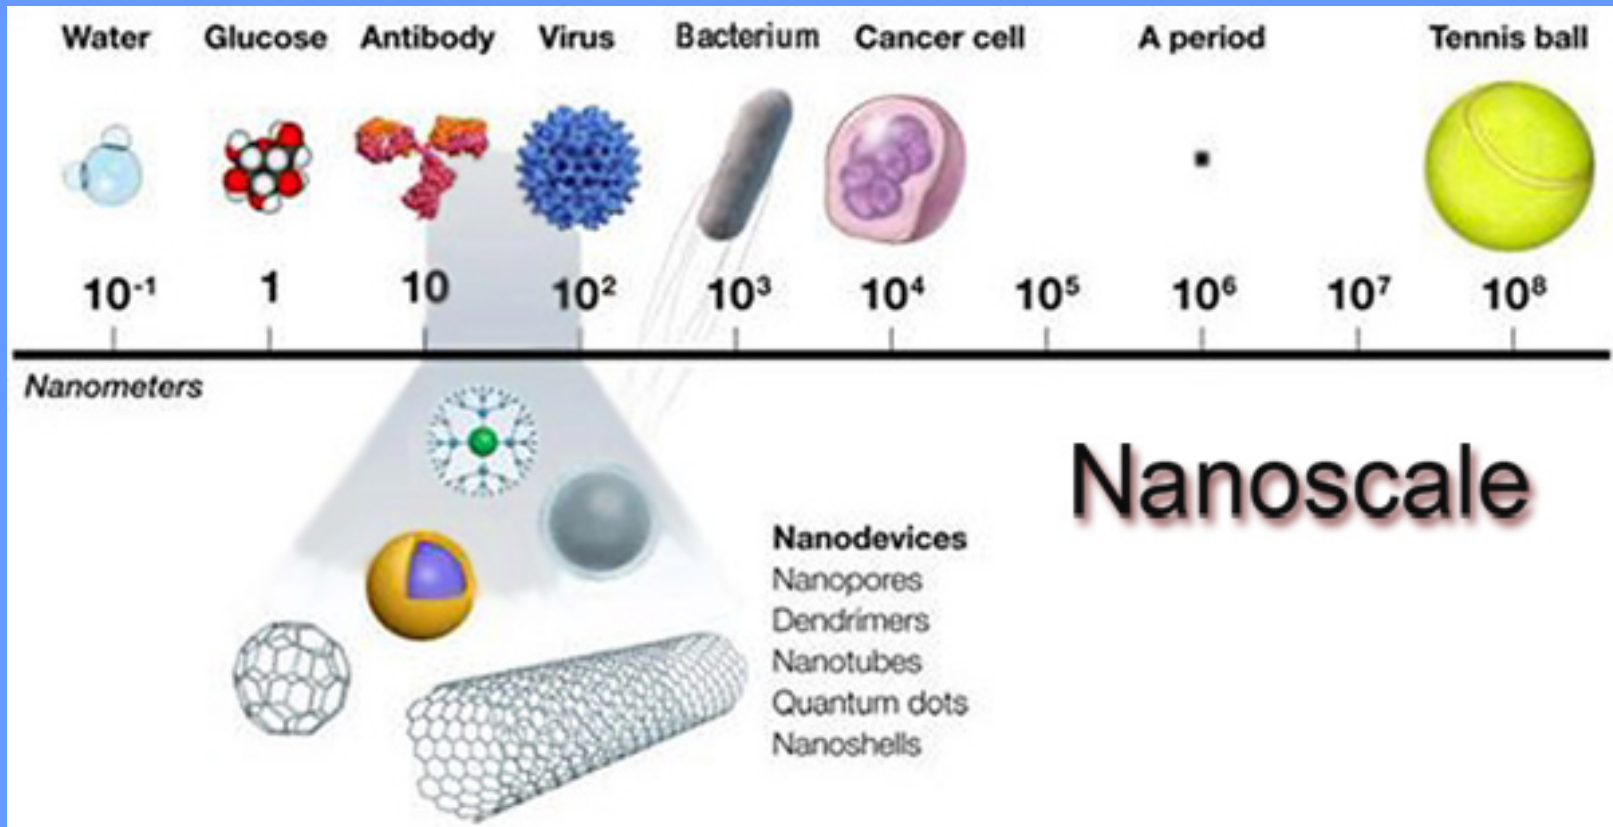 Water Glucose Antibody Virus Bacterium Cancer cell A period Tennis ball
10⁻¹ 1 10 10² 10³ 10⁴ 10⁵ 10⁶ 10⁷ 10⁸
Nanometers
Nanoscale
Nanodevices
Nanopores
Dendrimers
Nanotubes
Quantum dots
Nanoshells